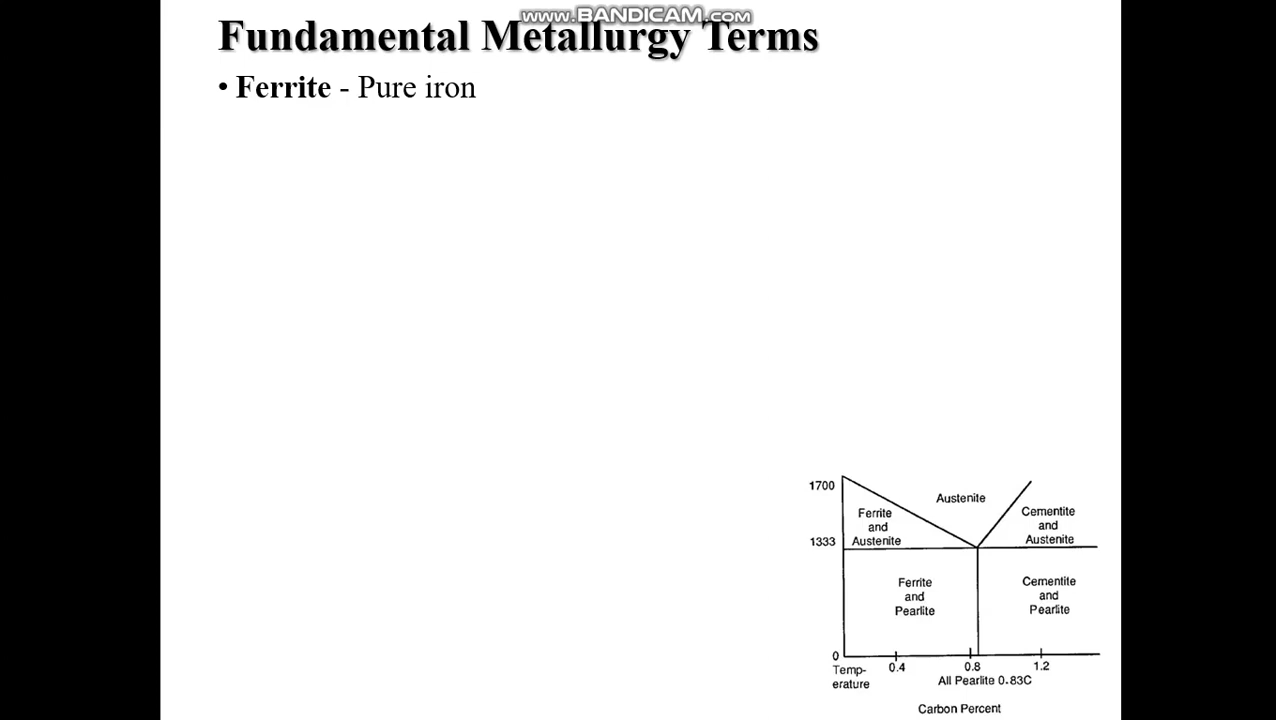 www.BANDICAM.com
Fundamental Metallurgy Terms
• Ferrite - Pure iron
1700
Austenite
Ferrite
and
Austenite
Cementite
and
Austenite
1333
Ferrite
and
Pearlite
Cementite
and
Pearlite
0
Temp-
erature
0.4
0.8
1.2
All Pearlite 0.83C
Carbon Percent